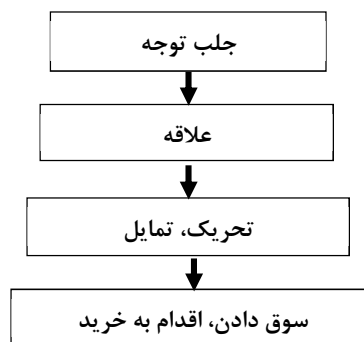 جلب توجه
علاقه
تحریک، تمایل
سوق دادن، اقدام به خرید